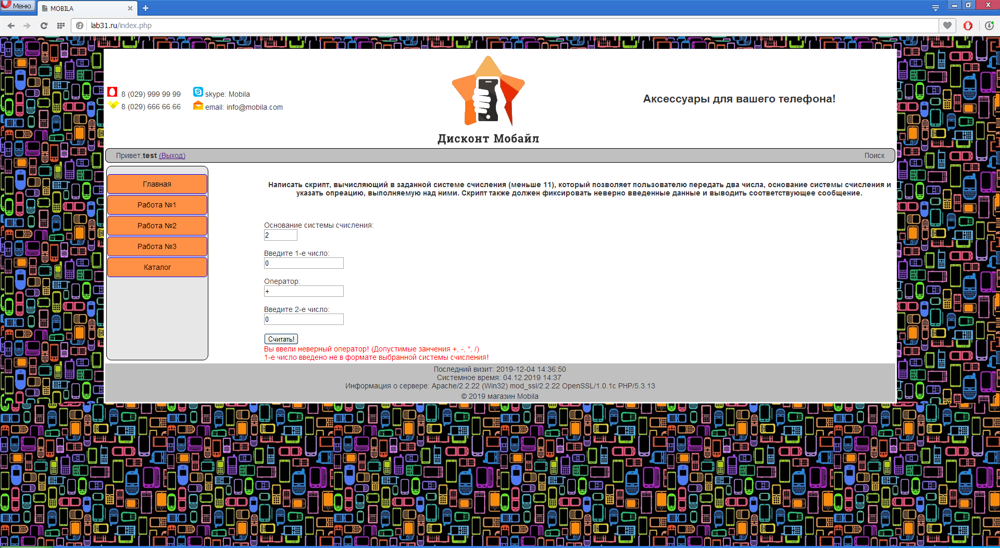 Меню
MOBILA
lab31.ru/index.php
8 (029) 999 99 99
skype: Mobila
8 (029) 666 66 66
email: info@mobila.com
Дисконт Мобайл
Аксессуары для вашего телефона!
Привет,test (Выход)
Поиск
Главная
Работа №1
Работа №2
Работа №3
Каталог
Написать скрипт, вычисляющий в заданной системе счисления (меньше 11), который позволяет пользователю передать два числа, основание системы счисления и
указать опреацию, выполняемую над ними. Скрипт также должен фиксировать неверно введенные данные и выводить соответствующее сообщение.
Основание системы счисления:
2
Введите 1-е число:
0
Оператор:
+
Введите 2-е число:
0
Считать!
Вы ввели неверный оператор! (Допустимые занчения +, -, *, /)
1-е число введено не в формате выбранной системы счисления!
Последний визит: 2019-12-04 14:36:50
Системное время: 04.12.2019 14:37
Информация о сервере: Apache/2.2.22 (Win32) mod_ssl/2.2.22 OpenSSL/1.0.1c PHP/5.3.13
© 2019 магазин Mobila